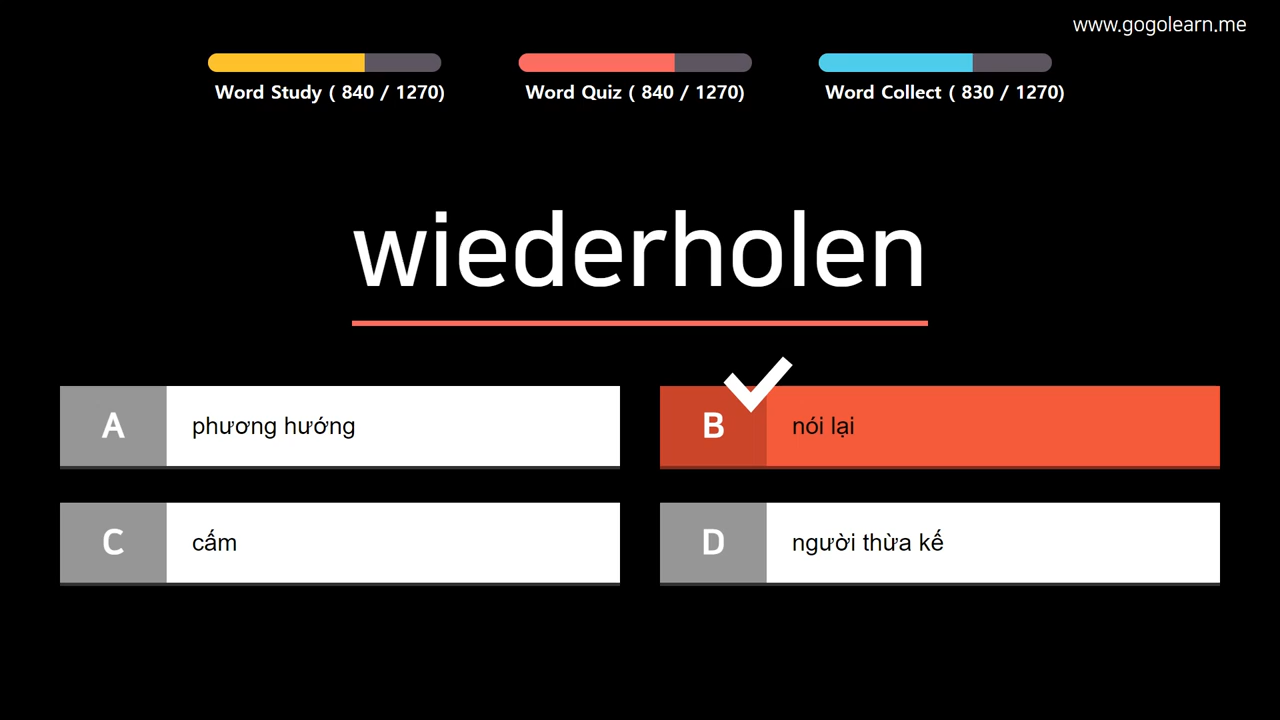 www.gogolearn.me
Word Study ( 840 / 1270)
Word Quiz ( 840 / 1270)
Word Collect ( 830 / 1270)
wiederholen
A phương hướng
B nói lại
C cấm
D người thừa kế